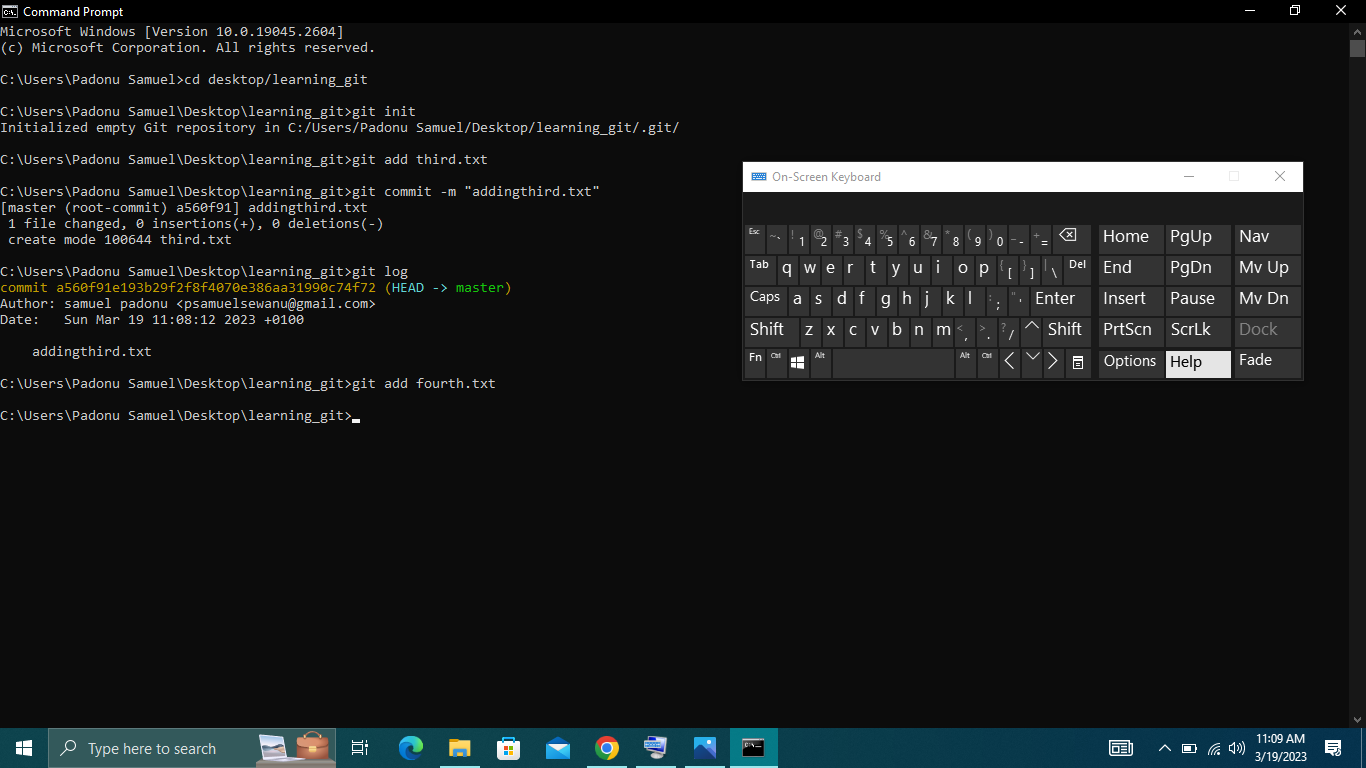 Command Prompt
Microsoft Windows [Version 10.0.19045.2604]
(c) Microsoft Corporation. All rights reserved.
C:\Users\Padonu Samuel>cd desktop/learning_git
C:\Users\Padonu Samuel\Desktop\learning_git>git init
Initialized empty Git repository in C:/Users/Padonu Samuel/Desktop/learning_git/.git/
C:\Users\Padonu Samuel\Desktop\learning_git>git add third.txt
C:\Users\Padonu Samuel\Desktop\learning_git>git commit -m "addingthird.txt"
[master (root-commit) a560f91] addingthird.txt
 1 file changed, 0 insertions(+), 0 deletions(-)
 create mode 100644 third.txt
C:\Users\Padonu Samuel\Desktop\learning_git>git log
commit a560f91e193b29f2f8f4070e386aa31990c74f72 (HEAD -> master)
Author: samuel padonu <psamuelsewanu@gmail.com>
Date:   Sun Mar 19 11:08:12 2023 +0100
    addingthird.txt
C:\Users\Padonu Samuel\Desktop\learning_git>git add fourth.txt
C:\Users\Padonu Samuel\Desktop\learning_git>
On-Screen Keyboard
Esc ~ ` ! 1 @ 2 # 3 $ 4 % 5 ^ 6 & 7 * 8 ( 9 ) 0 _ - + = Home PgUp Nav
Tab q w e r t y u i o p { [ } ] | \ Del End PgDn Mv Up
Caps a s d f g h j k l : ; " ' Enter Insert Pause Mv Dn
Shift z x c v b n m < , > . ? / Shift PrtScn ScrLk Dock
Fn Ctrl Alt Alt Ctrl Options Help Fade
Type here to search
11:09 AM
3/19/2023